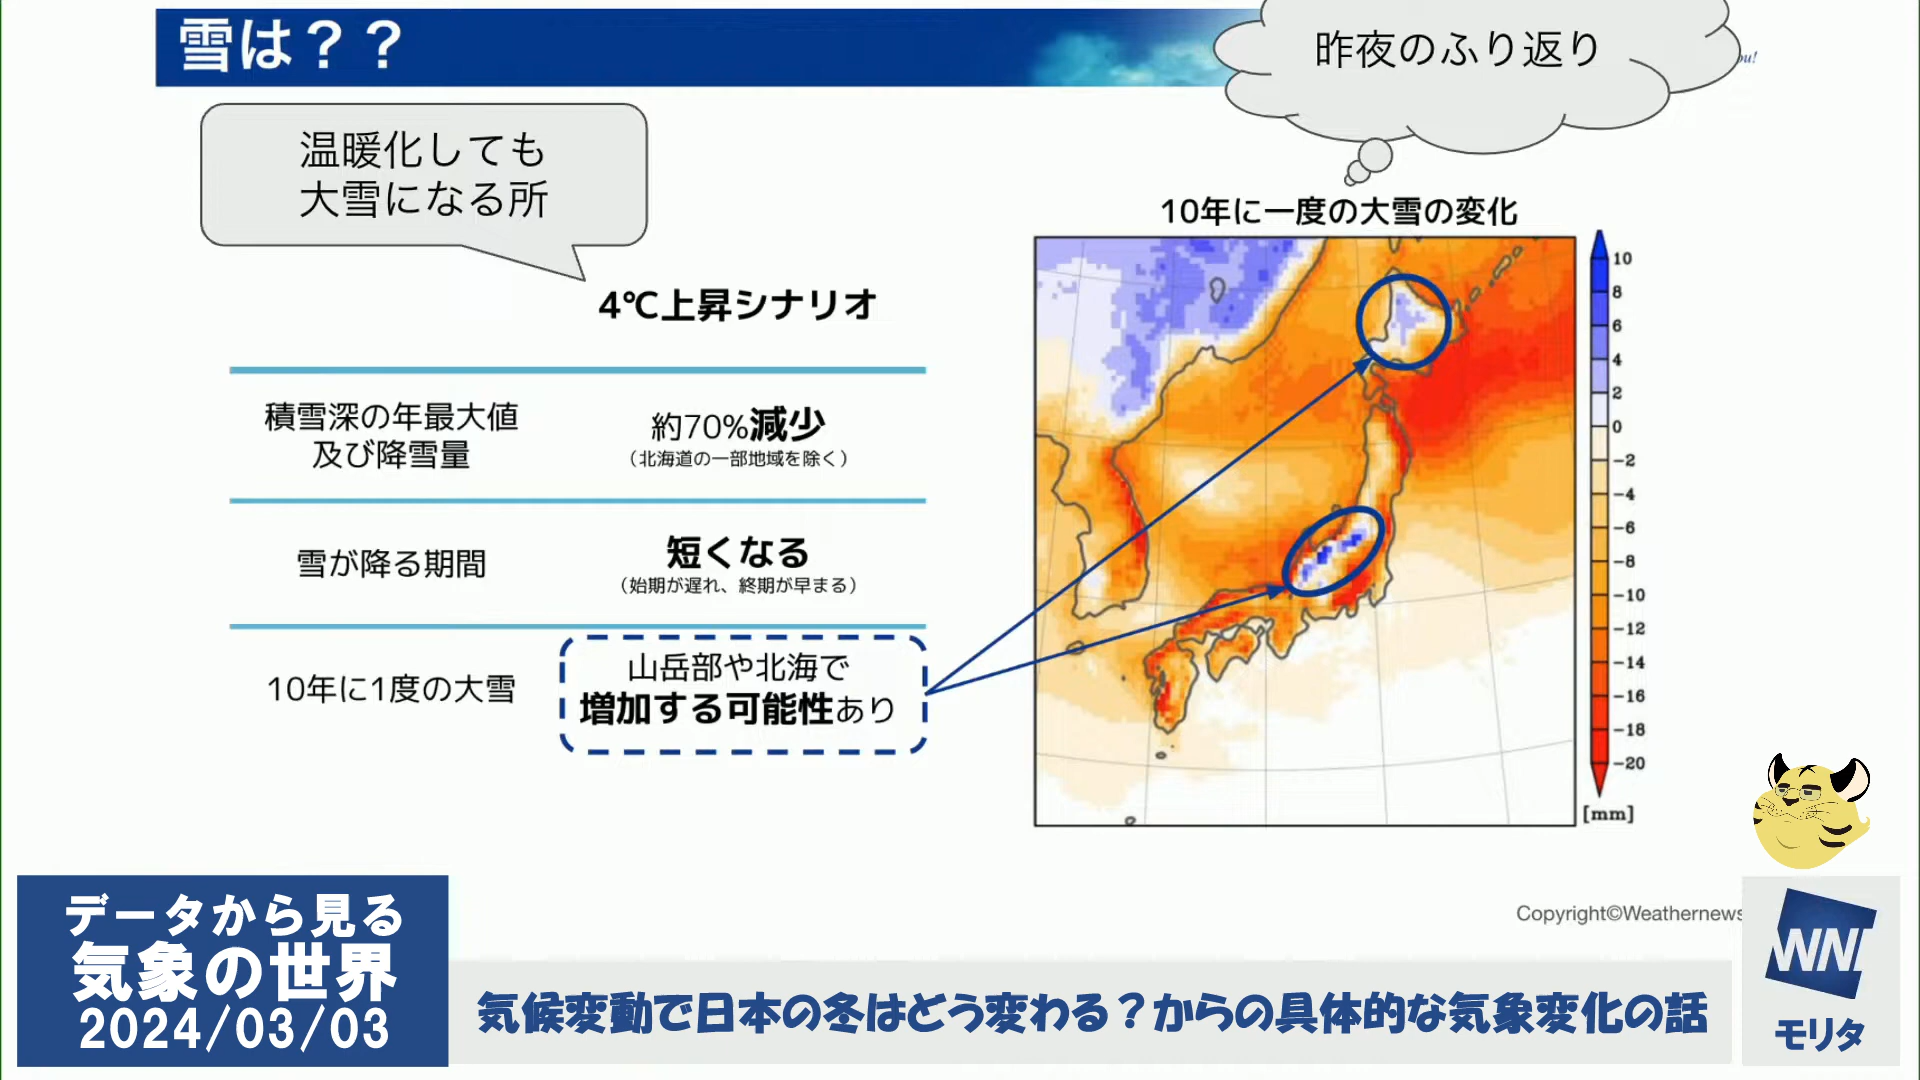 雪は？？
昨夜のふり返り
ou!
温暖化しても
大雪になる所
10年に一度の大雪の変化
4℃上昇シナリオ
積雪深の年最大値
及び降雪量
約70%減少
（北海道の一部地域を除く）
雪が降る期間
短くなる
（始期が遅れ、終期が早まる）
10年に1度の大雪
山岳部や北海で
増加する可能性あり
10
8
6
4
2
0
-2
-4
-6
-8
-10
-12
-14
-16
-18
-20
[mm]
Copyright©Weathernews
データから見る
気象の世界
2024/03/03
気候変動で日本の冬はどう変わる？からの具体的な気象変化の話
WNI
モリタ